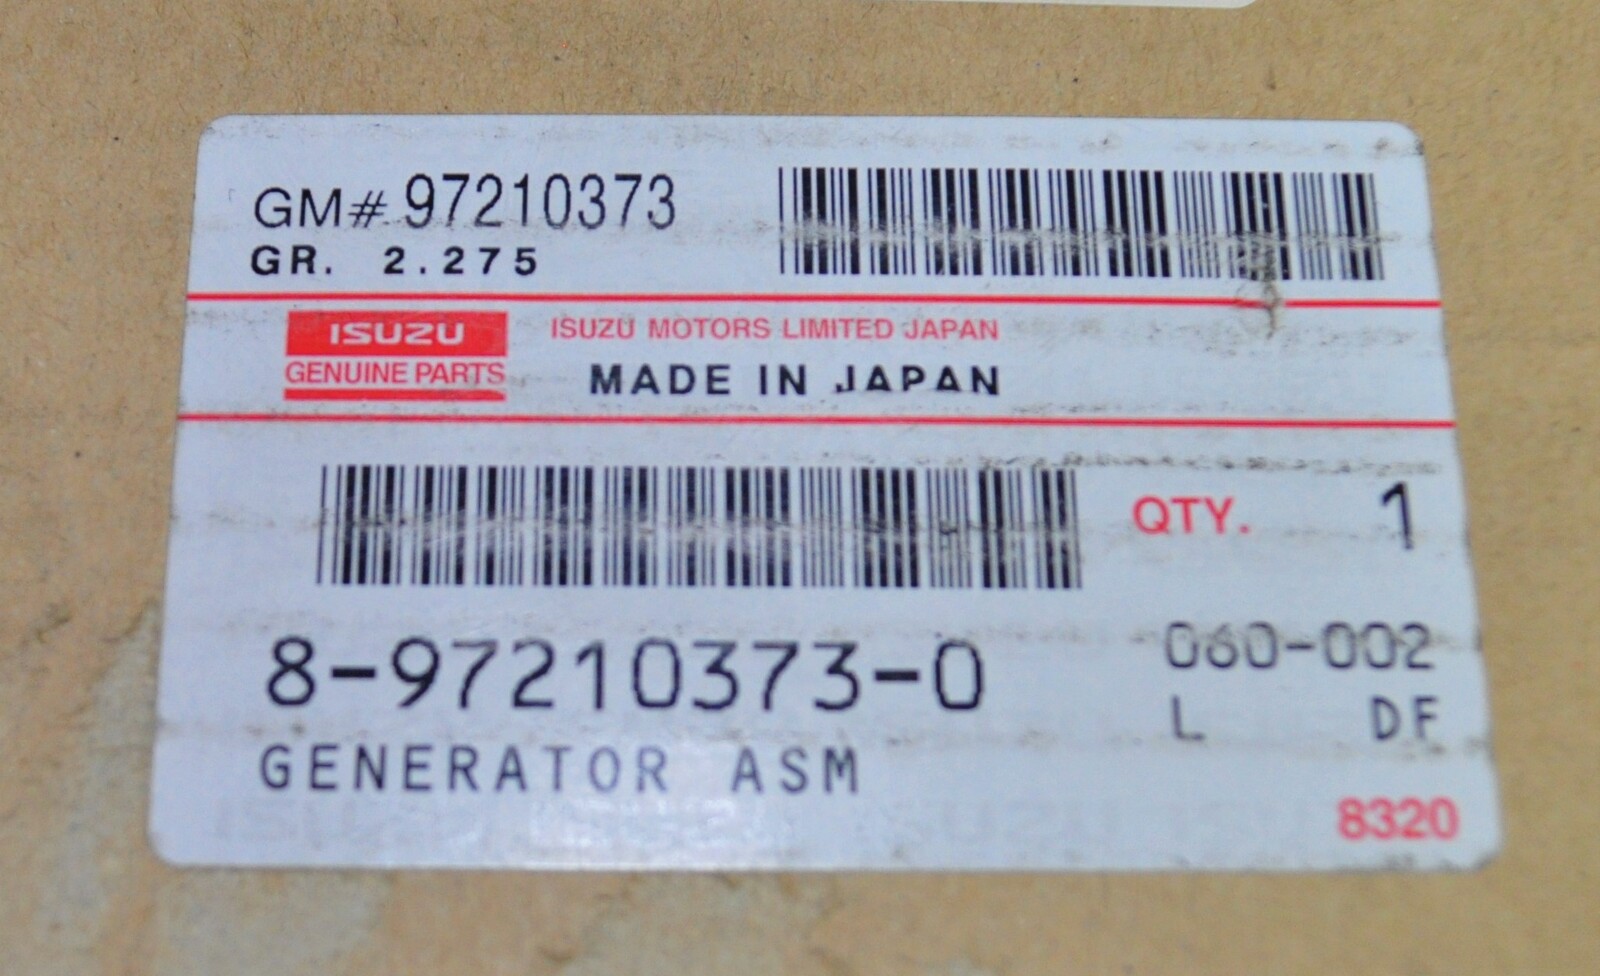 GM# 97210373
GR. 2.275
ISUZU
GENUINE PARTS
ISUZU MOTORS LIMITED JAPAN
MADE IN JAPAN
QTY. 1
8-97210373-0
060-002
L DF
GENERATOR ASM
8320